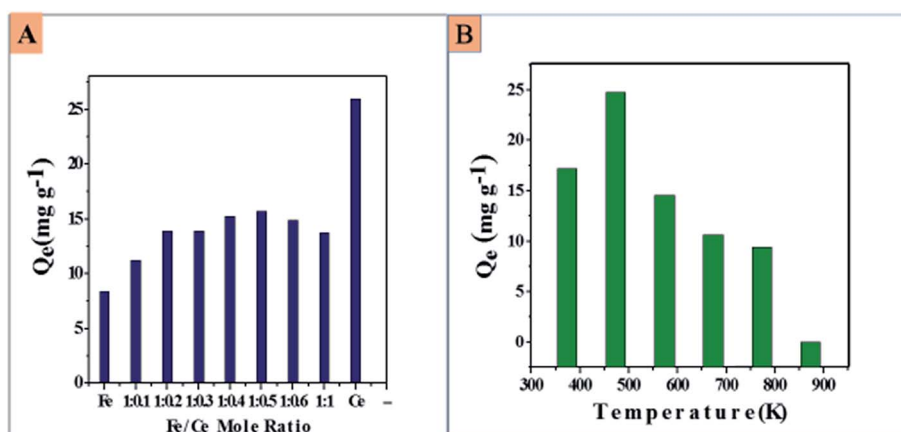 A
Qe(mg g-1)
25
20
15
10
5
0
Fe 1:0.1 1:0.2 1:0.3 1:0.4 1:0.5 1:0.6 1:1 Ce --
Fe/Ce Mole Ratio
B
Qe (mg g-1)
25
20
15
10
5
0
300 400 500 600 700 800 900
Temperature(K)